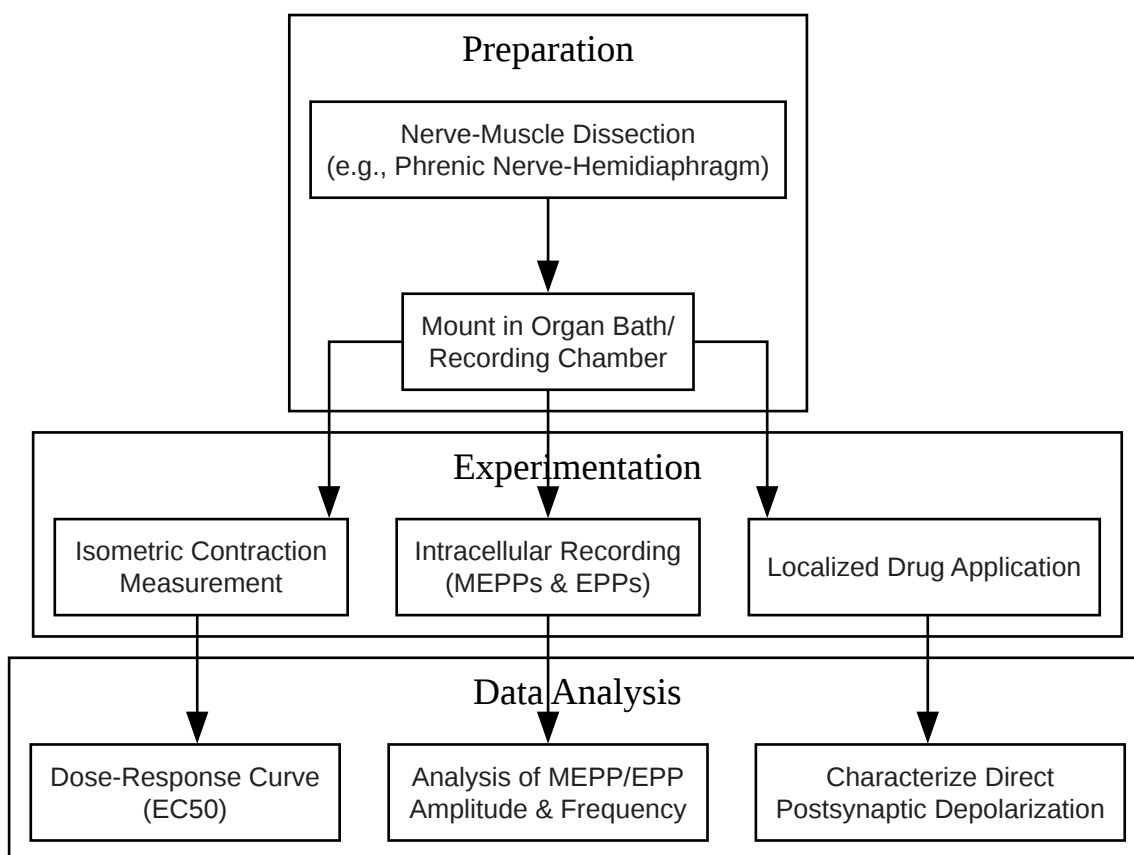 Preparation
Nerve-Muscle Dissection
(e.g., Phrenic Nerve-Hemidiaphragm)
Mount in Organ Bath/
Recording Chamber
Experimentation
Isometric Contraction
Measurement
Intracellular Recording
(MEPPs & EPPs)
Localized Drug Application
Data Analysis
Dose-Response Curve
(EC50)
Analysis of MEPP/EPP
Amplitude & Frequency
Characterize Direct
Postsynaptic Depolarization